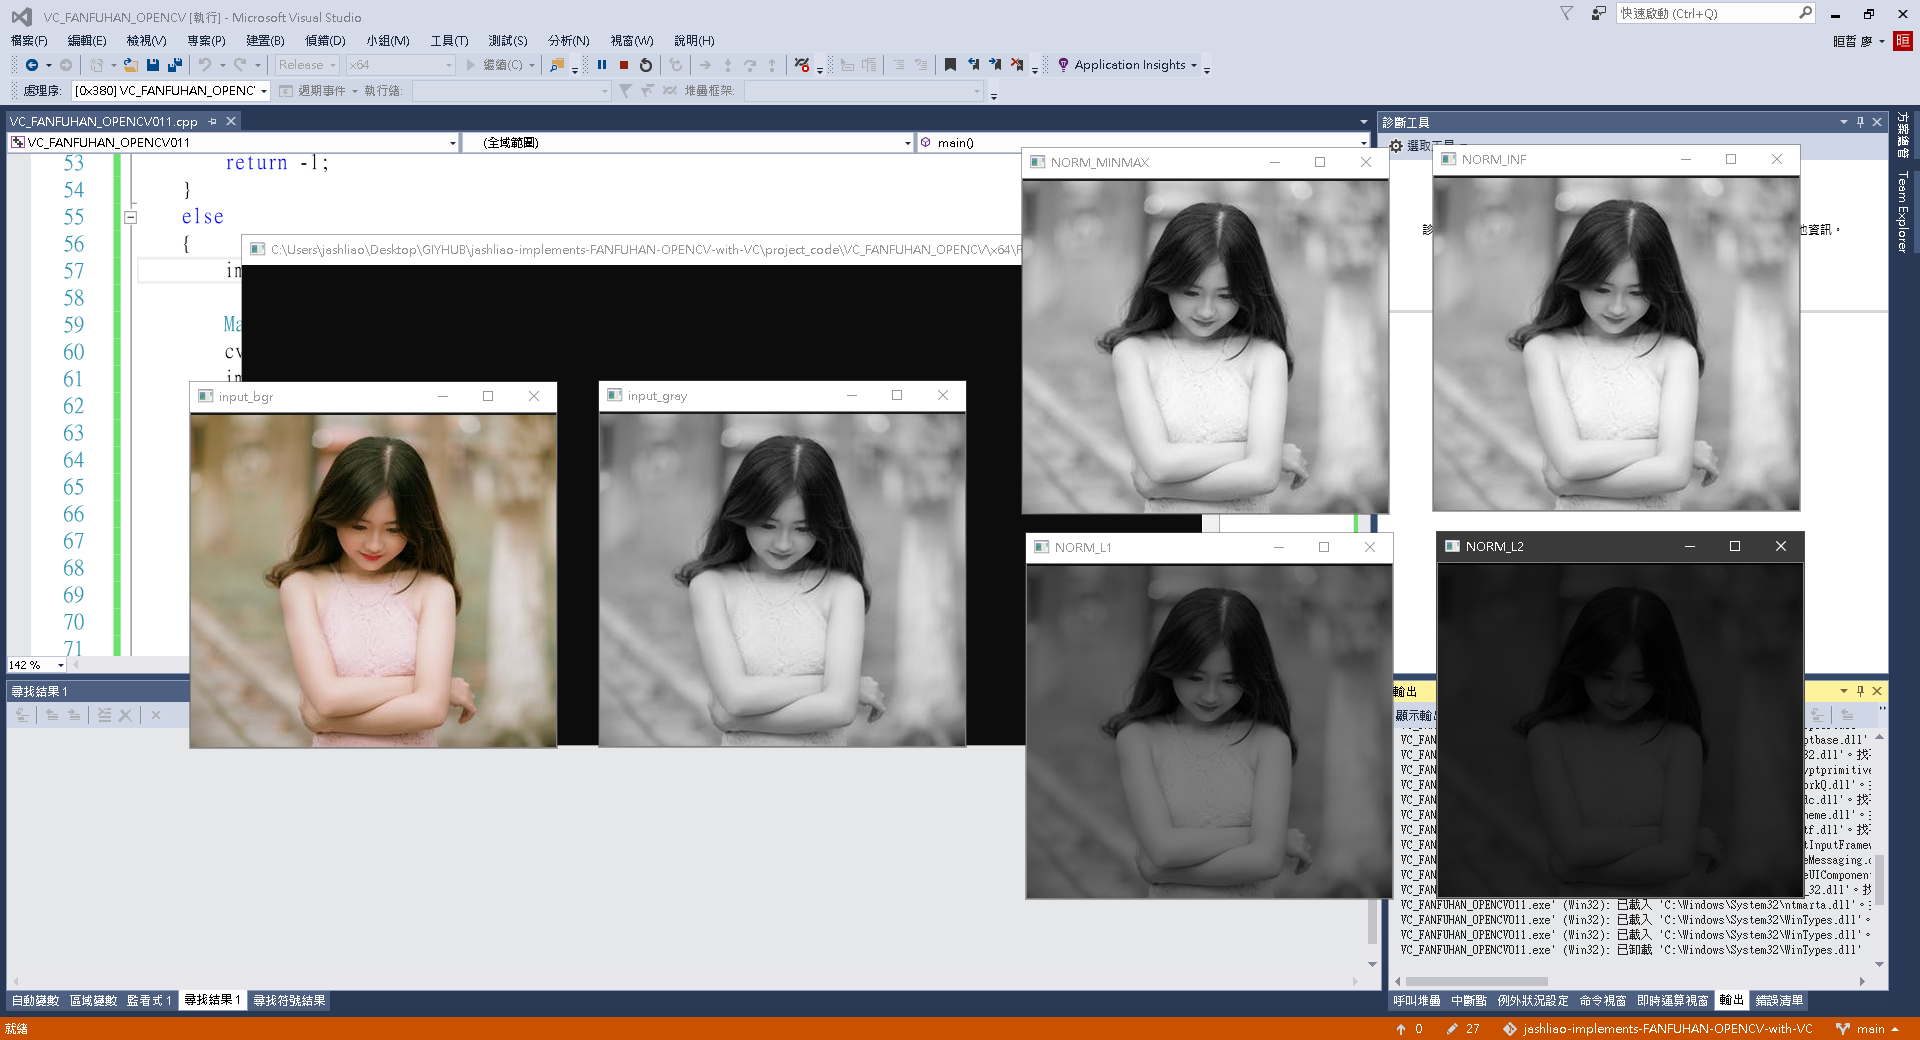 VC_FANFUHAN_OPENCV [執行] - Microsoft Visual Studio
快速啟動 (Ctrl+Q)
檔案(F) 編輯(E) 檢視(V) 專案(P) 建置(B) 偵錯(D) 小組(M) 工具(T) 測試(S) 分析(N) 視窗(W) 說明(H)
晅哲 廖 晅
Release x64 繼續(C) Application Insights
處理序: [0x380] VC_FANFUHAN_OPENC 週期事件 執行緒: 堆疊框架:
VC_FANFUHAN_OPENCV011.cpp
VC_FANFUHAN_OPENCV011 (全域範圍) main()
53 return -1;
54 }
55 else
56 {
57 in
58
59 Ma
60 cv
61 in
62
63
64
65
66
67
68
69
70
71
142 %
C:\Users\jashliao\Desktop\GIYHUB\jashliao-implements-FANFUHAN-OPENCV-with-VC\project_code\VC_FANFUHAN_OPENCV\x64\R
input_bgr
input_gray
NORM_MINMAX
NORM_INF
NORM_L1
NORM_L2
診斷工具
選取工具
診
他資訊。
方案總管
Team Explorer
尋找結果 1
輸出
顯示輸出
VC_FAN ptbase.dll'
VC_FAN 32.dll'。找
VC_FAN yptprimitive
VC_FAN orkQ.dll'。
VC_FAN dc.dll'。找
VC_FAN heme.dll'。
VC_FAN tf.dll'。找
VC_FAN tInputFramew
VC_FAN eMessaging.d
VC_FAN eUIComponent
VC_FAN _32.dll'。找
VC_FANFUHAN_OPENCV011.exe' (Win32): 已載入 'C:\Windows\System32\ntmarta.dll'。
VC_FANFUHAN_OPENCV011.exe' (Win32): 已載入 'C:\Windows\System32\WinTypes.dll'。
VC_FANFUHAN_OPENCV011.exe' (Win32): 已載入 'C:\Windows\System32\WinTypes.dll'。
VC_FANFUHAN_OPENCV011.exe' (Win32): 已卸載 'C:\Windows\System32\WinTypes.dll'
自動變數 區域變數 監看式 1 尋找結果 1 尋找符號結果
呼叫堆疊 中斷點 例外狀況設定 命令視窗 即時運算視窗 輸出 錯誤清單
就緒
0 27 jashliao-implements-FANFUHAN-OPENCV-with-VC main